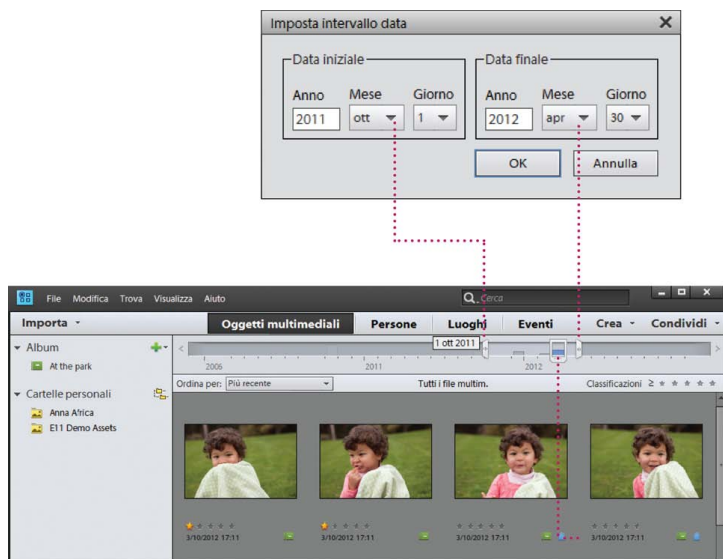 Imposta intervallo data
Data iniziale
Data finale
Anno Mese Giorno
Anno Mese Giorno
2011 ott 1
2012 apr 30
OK Annulla
File Modifica Trova Visualizza Aiuto
Cerca
Importa
Oggetti multimediali Persone Luoghi Eventi
Crea Condividi
Album
At the park
Cartelle personali
Anna Africa
E11 Demo Assets
1 ott 2011
2006 2011 2012
Ordina per: Più recente
Tutti i file multim.
Classificazioni ≥
3/10/2012 17:11
3/10/2012 17:11
3/10/2012 17:11
3/10/2012 17:11